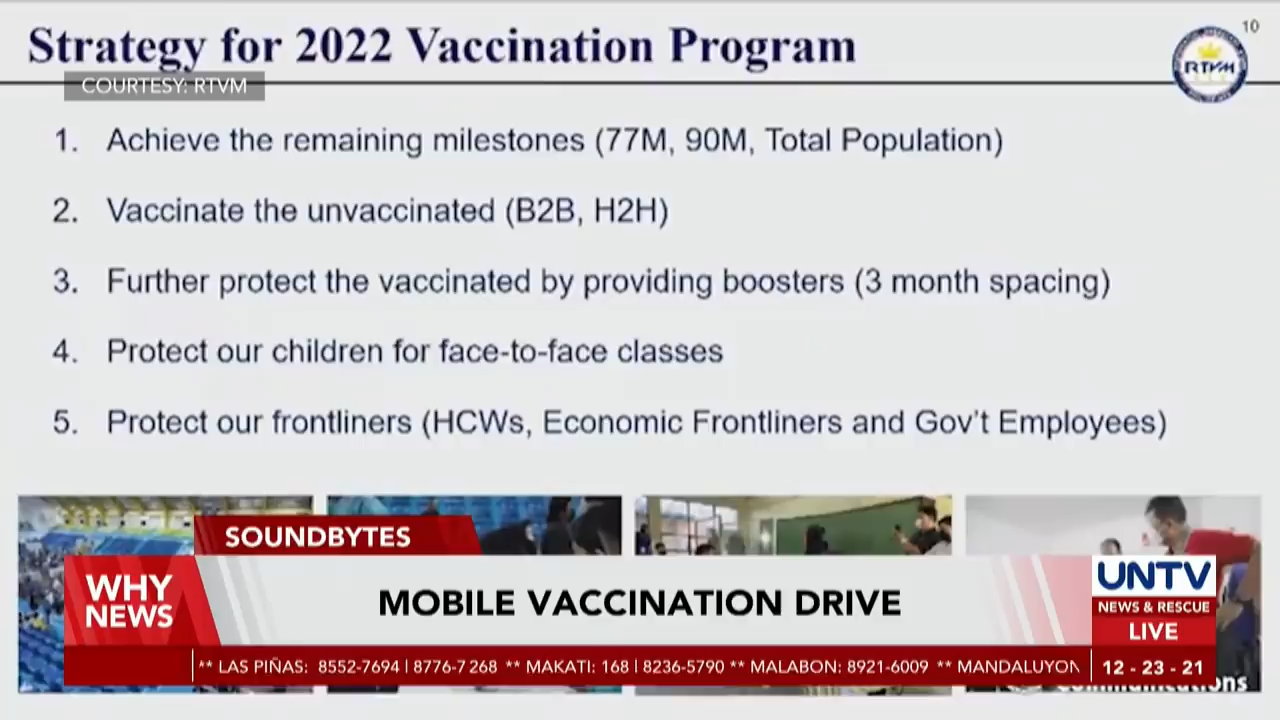 Strategy for 2022 Vaccination Program
10
RTVM
COURTESY: RTVM
1. Achieve the remaining milestones (77M, 90M, Total Population)
2. Vaccinate the unvaccinated (B2B, H2H)
3. Further protect the vaccinated by providing boosters (3 month spacing)
4. Protect our children for face-to-face classes
5. Protect our frontliners (HCWs, Economic Frontliners and Gov't Employees)
SOUNDBYTES
WHY
NEWS
MOBILE VACCINATION DRIVE
UNTV
NEWS & RESCUE
LIVE
** LAS PIÑAS: 8552-7694 | 8776-7268 ** MAKATI: 168 | 8236-5790 ** MALABON: 8921-6009 ** MANDALUYON
12 - 23 - 21